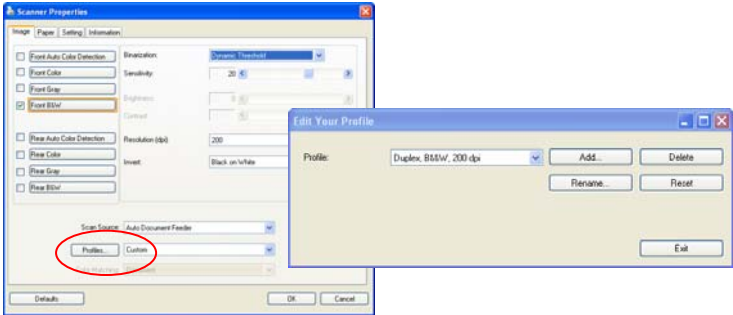 Scanner Properties
Image Paper Setting Information
Front Auto Color Detection
Front Color
Front Gray
Front B&W
Rear Auto Color Detection
Rear Color
Rear Gray
Rear B&W
Binarization: Dynamic Threshold
Sensitivity: 20
Brightness: 0
Contrast:
Resolution (dpi): 200
Invert: Black on White
Scan Source: Auto Document Feeder
Profiles... Custom
Defaults OK Cancel
Edit Your Profile
Profile: Duplex, B&W, 200 dpi Add... Delete
Rename... Reset
Exit